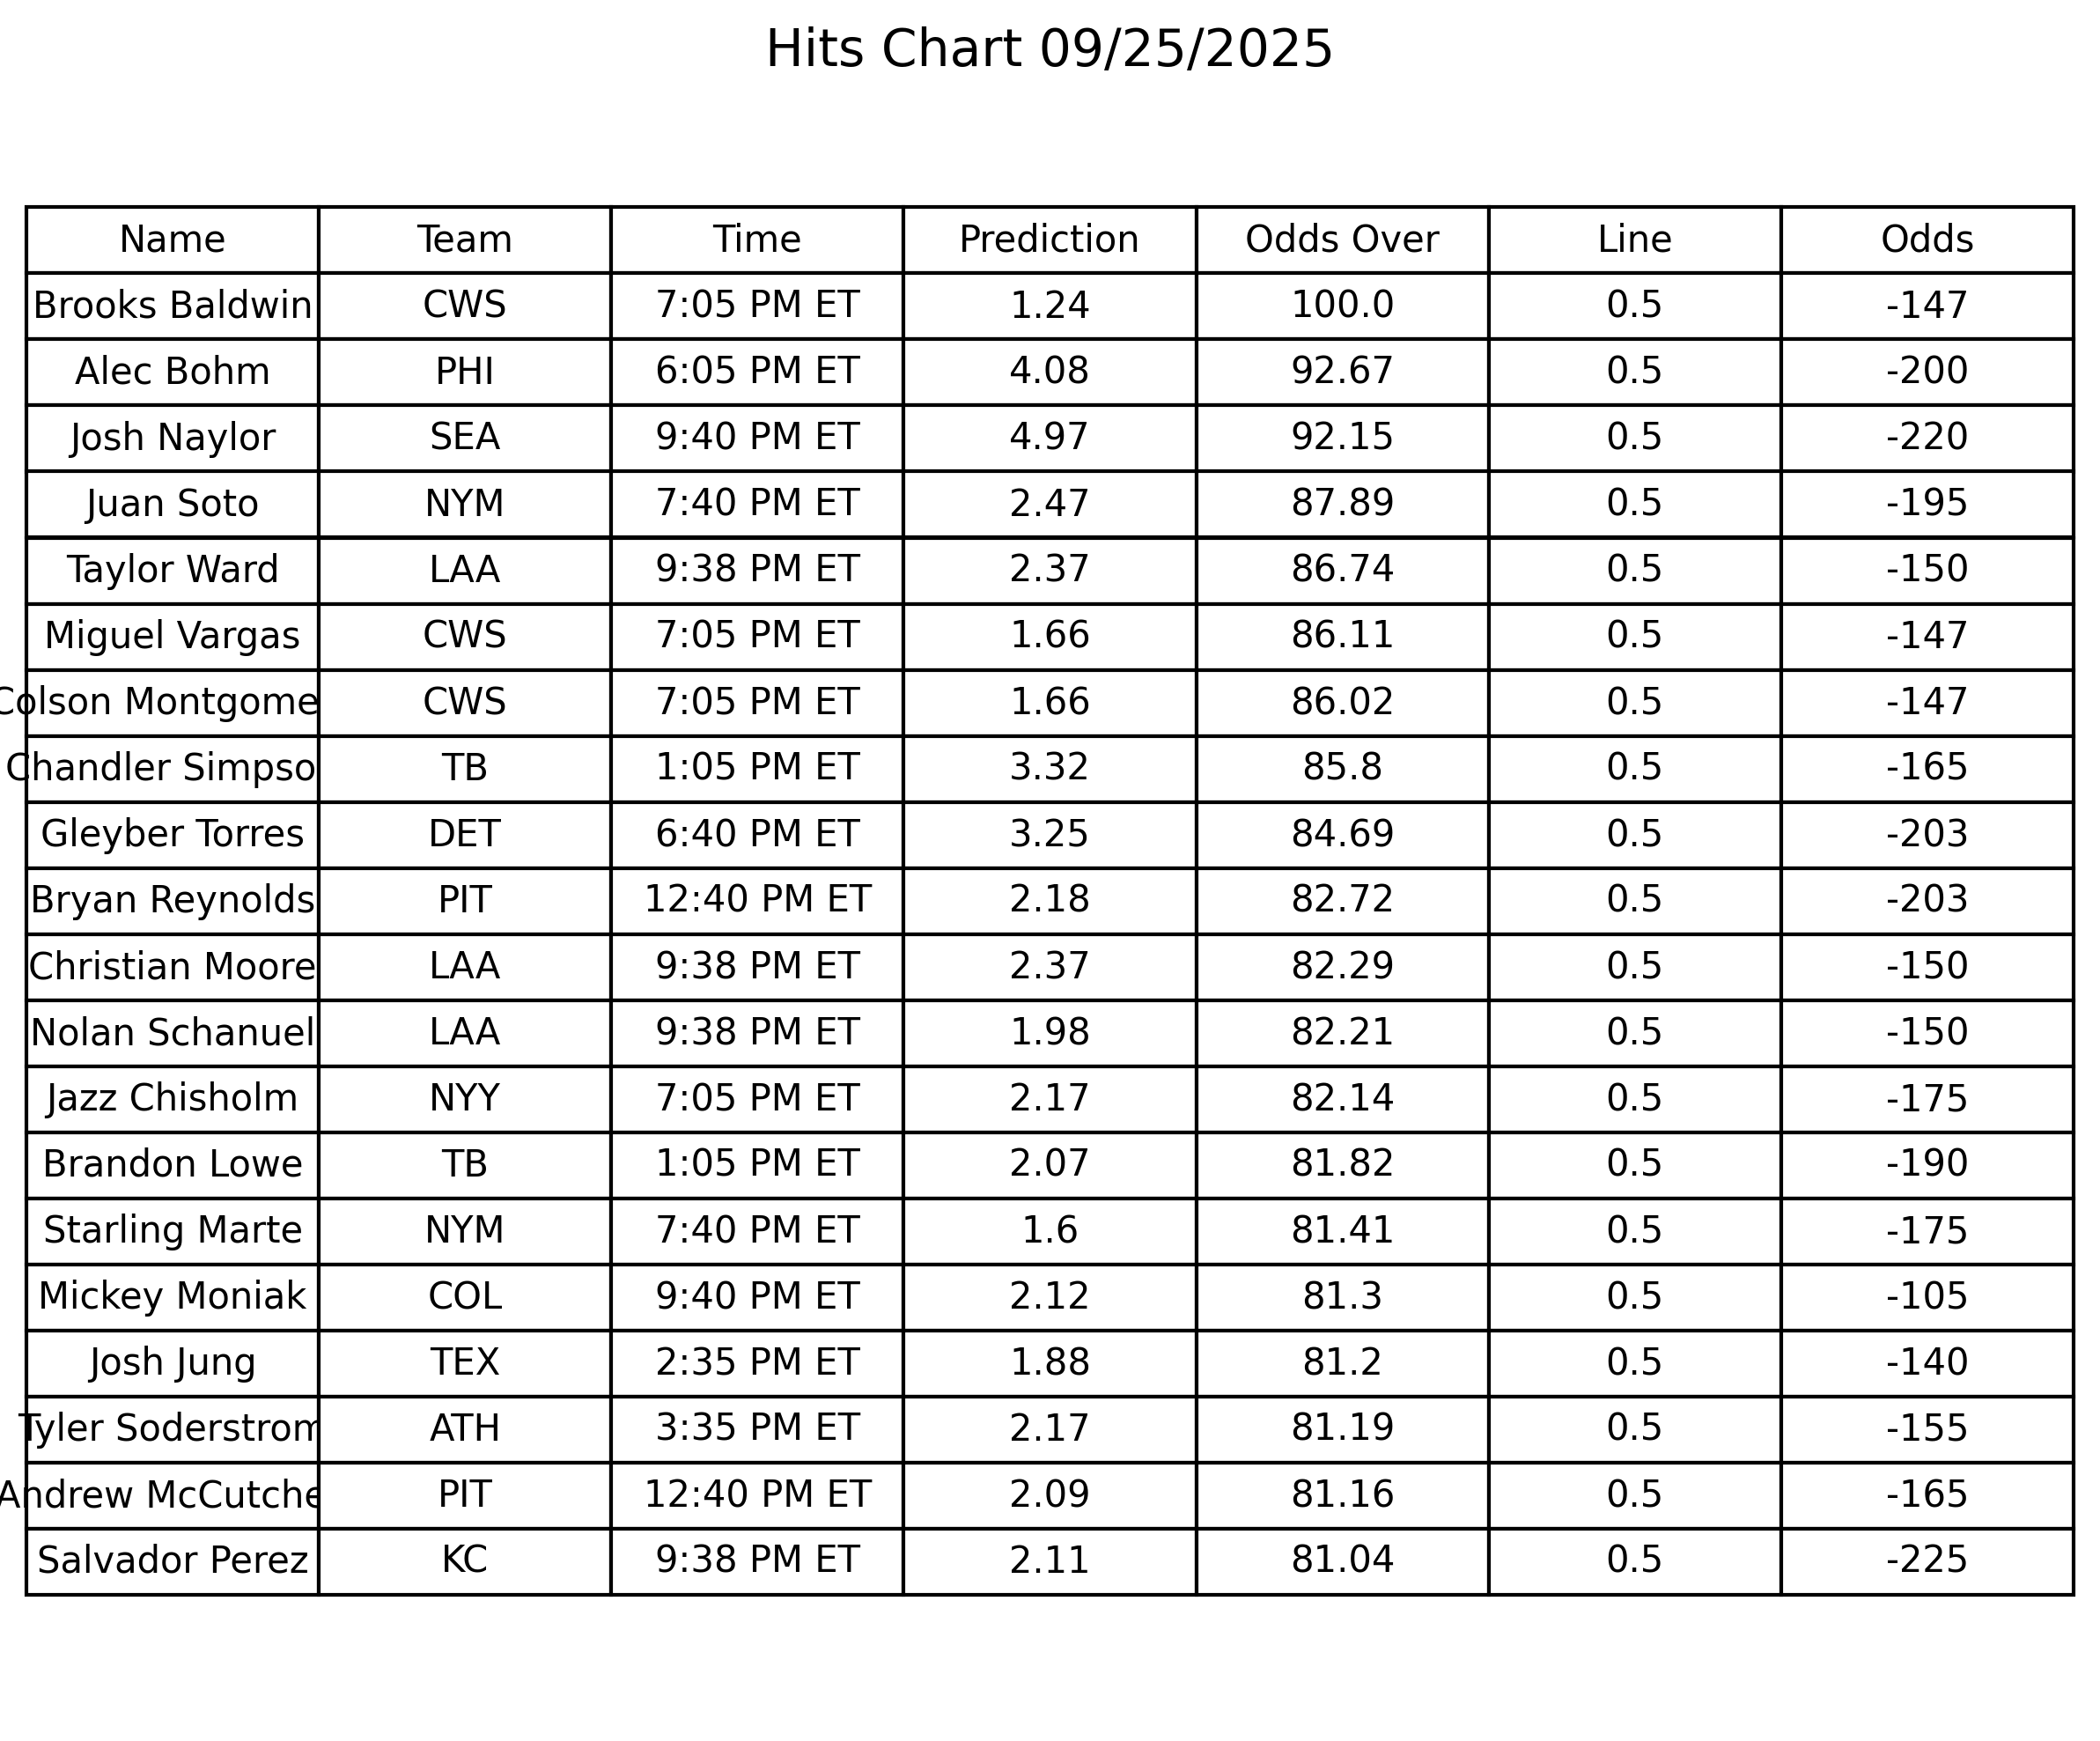 Hits Chart 09/25/2025
Name Team Time Prediction Odds Over Line Odds
Brooks Baldwin CWS 7:05 PM ET 1.24 100.0 0.5 -147
Alec Bohm PHI 6:05 PM ET 4.08 92.67 0.5 -200
Josh Naylor SEA 9:40 PM ET 4.97 92.15 0.5 -220
Juan Soto NYM 7:40 PM ET 2.47 87.89 0.5 -195
Taylor Ward LAA 9:38 PM ET 2.37 86.74 0.5 -150
Miguel Vargas CWS 7:05 PM ET 1.66 86.11 0.5 -147
Colson Montgome CWS 7:05 PM ET 1.66 86.02 0.5 -147
Chandler Simpso TB 1:05 PM ET 3.32 85.8 0.5 -165
Gleyber Torres DET 6:40 PM ET 3.25 84.69 0.5 -203
Bryan Reynolds PIT 12:40 PM ET 2.18 82.72 0.5 -203
Christian Moore LAA 9:38 PM ET 2.37 82.29 0.5 -150
Nolan Schanuel LAA 9:38 PM ET 1.98 82.21 0.5 -150
Jazz Chisholm NYY 7:05 PM ET 2.17 82.14 0.5 -175
Brandon Lowe TB 1:05 PM ET 2.07 81.82 0.5 -190
Starling Marte NYM 7:40 PM ET 1.6 81.41 0.5 -175
Mickey Moniak COL 9:40 PM ET 2.12 81.3 0.5 -105
Josh Jung TEX 2:35 PM ET 1.88 81.2 0.5 -140
Tyler Soderstrom ATH 3:35 PM ET 2.17 81.19 0.5 -155
Andrew McCutche PIT 12:40 PM ET 2.09 81.16 0.5 -165
Salvador Perez KC 9:38 PM ET 2.11 81.04 0.5 -225